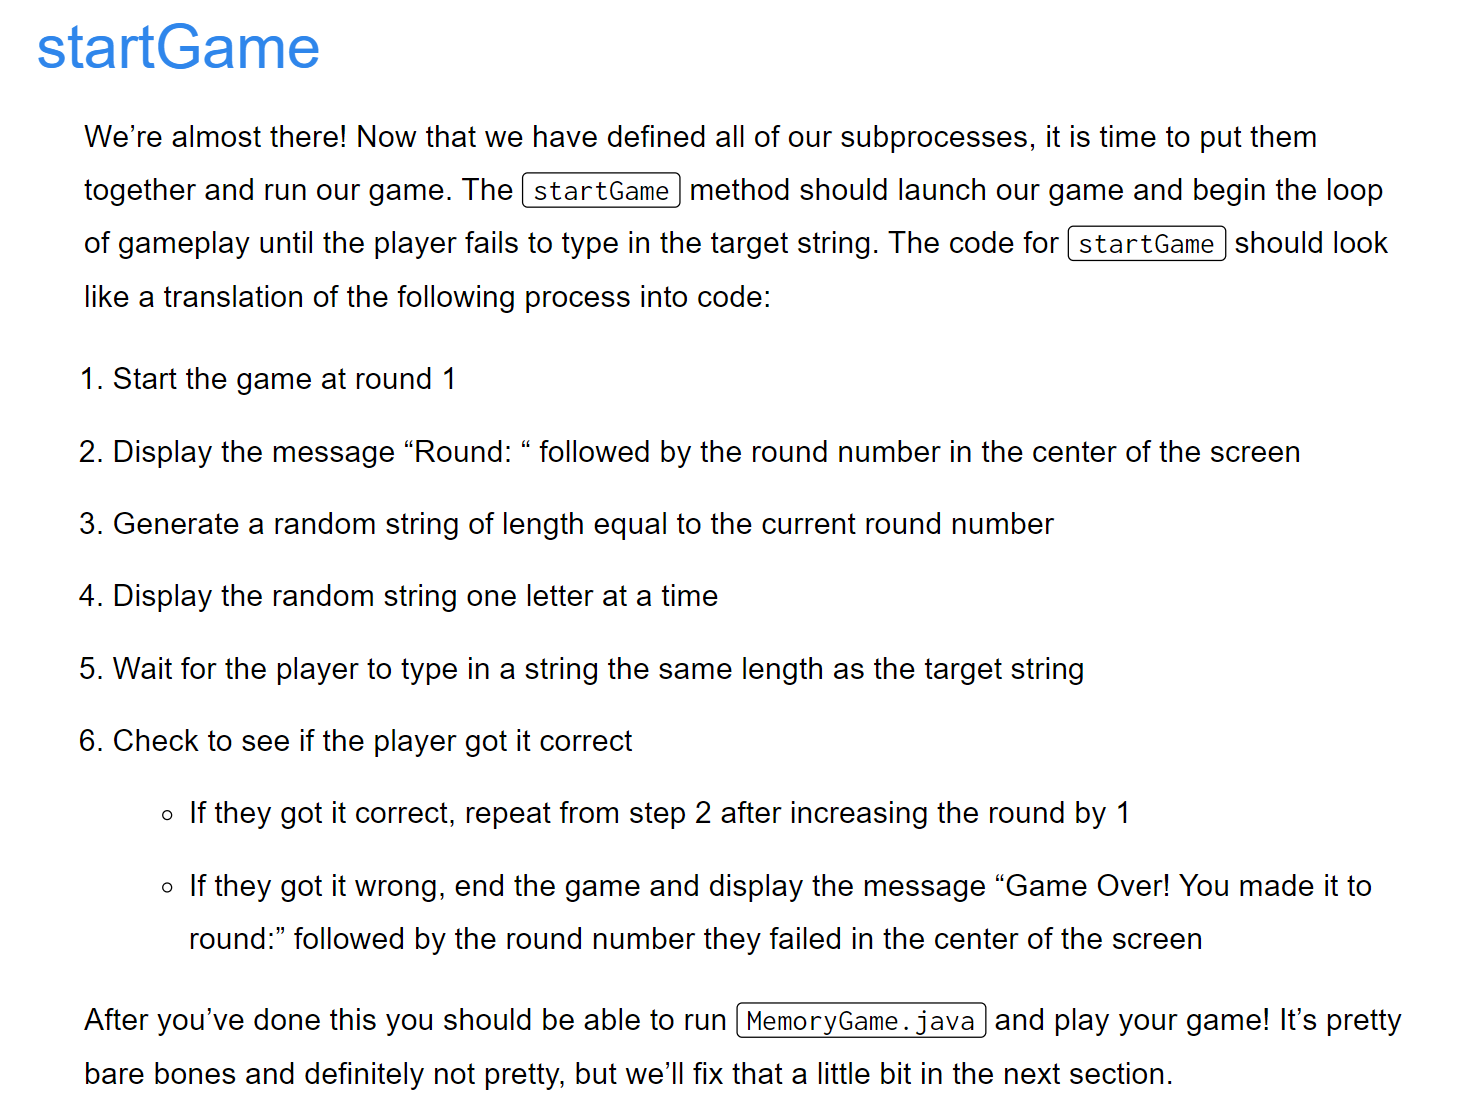 startGame
We’re almost there! Now that we have defined all of our subprocesses, it is time to put them
together and run our game. The startGame method should launch our game and begin the loop
of gameplay until the player fails to type in the target string. The code for startGame should look
like a translation of the following process into code:
1. Start the game at round 1
2. Display the message “Round: “ followed by the round number in the center of the screen
3. Generate a random string of length equal to the current round number
4. Display the random string one letter at a time
5. Wait for the player to type in a string the same length as the target string
6. Check to see if the player got it correct
◦ If they got it correct, repeat from step 2 after increasing the round by 1
◦ If they got it wrong, end the game and display the message “Game Over! You made it to
round:” followed by the round number they failed in the center of the screen
After you’ve done this you should be able to run MemoryGame.java and play your game! It’s pretty
bare bones and definitely not pretty, but we’ll fix that a little bit in the next section.